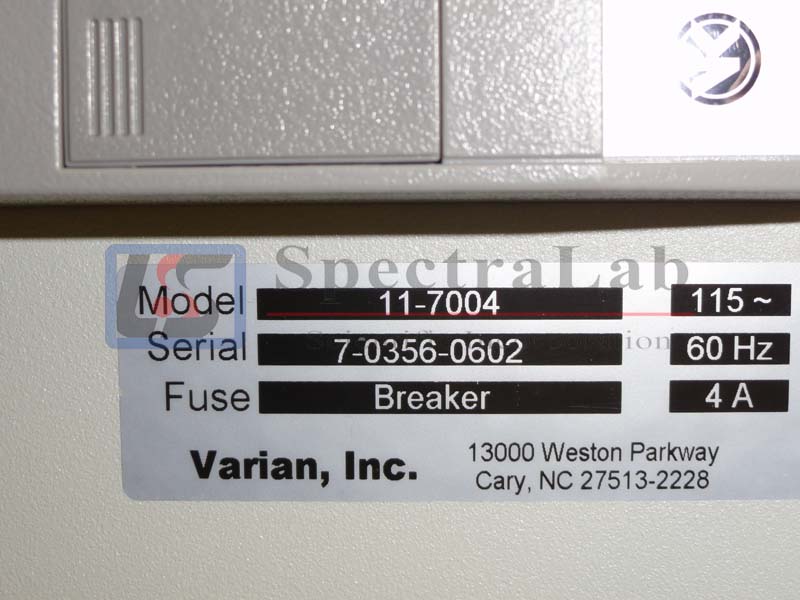 SpectraLab
Scientific
Model 11-7004 115 ~
Serial 7-0356-0602 60 Hz
Fuse Breaker 4 A
Varian, Inc.
13000 Weston Parkway
Cary, NC 27513-2228